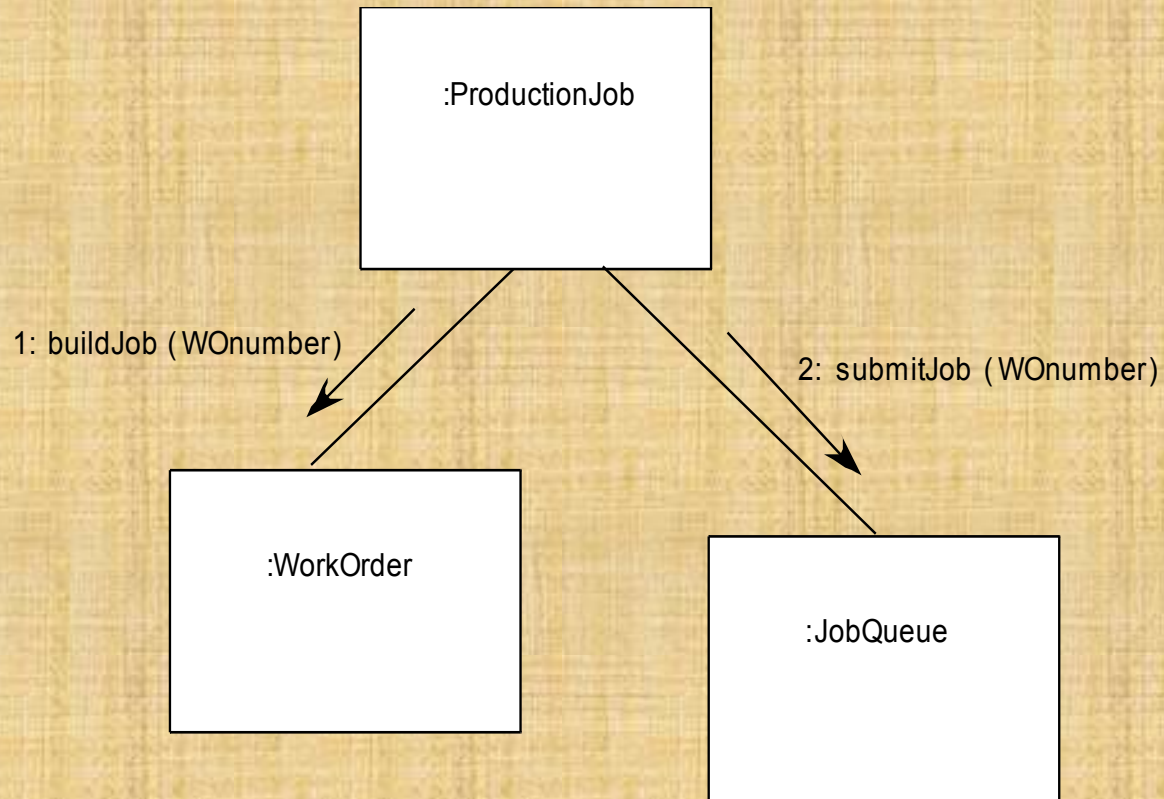 :ProductionJob
1: buildJob (WOnumber)
2: submitJob (WOnumber)
:WorkOrder
:JobQueue